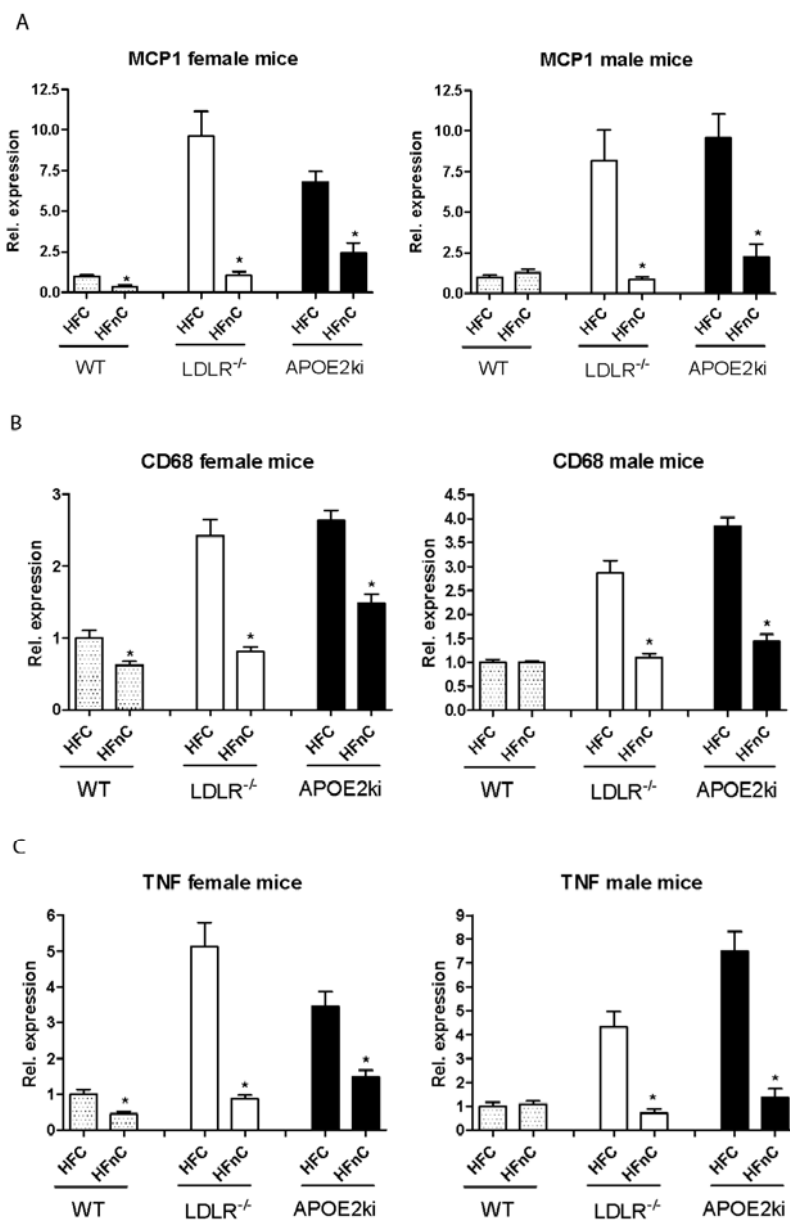 A
MCP1 female mice
Rel. expression
12.5
10.0
7.5
5.0
2.5
0.0
* * *
HFC HFnC HFC HFnC HFC HFnC
WT LDLR-/- APOE2ki
MCP1 male mice
Rel. expression
12.5
10.0
7.5
5.0
2.5
0.0
* *
HFC HFnC HFC HFnC HFC HFnC
WT LDLR-/- APOE2ki
B
CD68 female mice
Rel. expression
3
2
1
0
* * *
HFC HFnC HFC HFnC HFC HFnC
WT LDLR-/- APOE2ki
CD68 male mice
Rel. expression
4.5
4.0
3.5
3.0
2.5
2.0
1.5
1.0
0.5
0.0
* *
HFC HFnC HFC HFnC HFC HFnC
WT LDLR-/- APOE2ki
C
TNF female mice
Rel. expression
6
5
4
3
2
1
0
* * *
HFC HFnC HFC HFnC HFC HFnC
WT LDLR-/- APOE2ki
TNF male mice
Rel. expression
9
8
7
6
5
4
3
2
1
0
* *
HFC HFnC HFC HFnC HFC HFnC
WT LDLR-/- APOE2ki